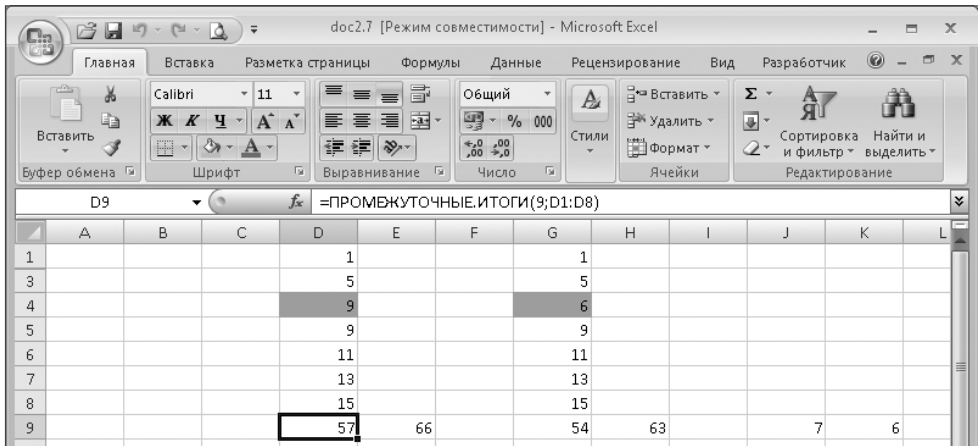 doc2.7 [Режим совместимости] - Microsoft Excel
Главная Вставка Разметка страницы Формулы Данные Рецензирование Вид Разработчик
Calibri 11 Общий Вставить Σ
Ж К Ч A A % 000 Удалить
Вставить Стили Формат Сортировка и фильтр Найти и выделить
Буфер обмена Шрифт Выравнивание Число Ячейки Редактирование
D9 fx =ПРОМЕЖУТОЧНЫЕ.ИТОГИ(9;D1:D8)
A B C D E F G H I J K L
1 1 1
3 5 5
4 9 6
5 9 9
6 11 11
7 13 13
8 15 15
9 57 66 54 63 7 6